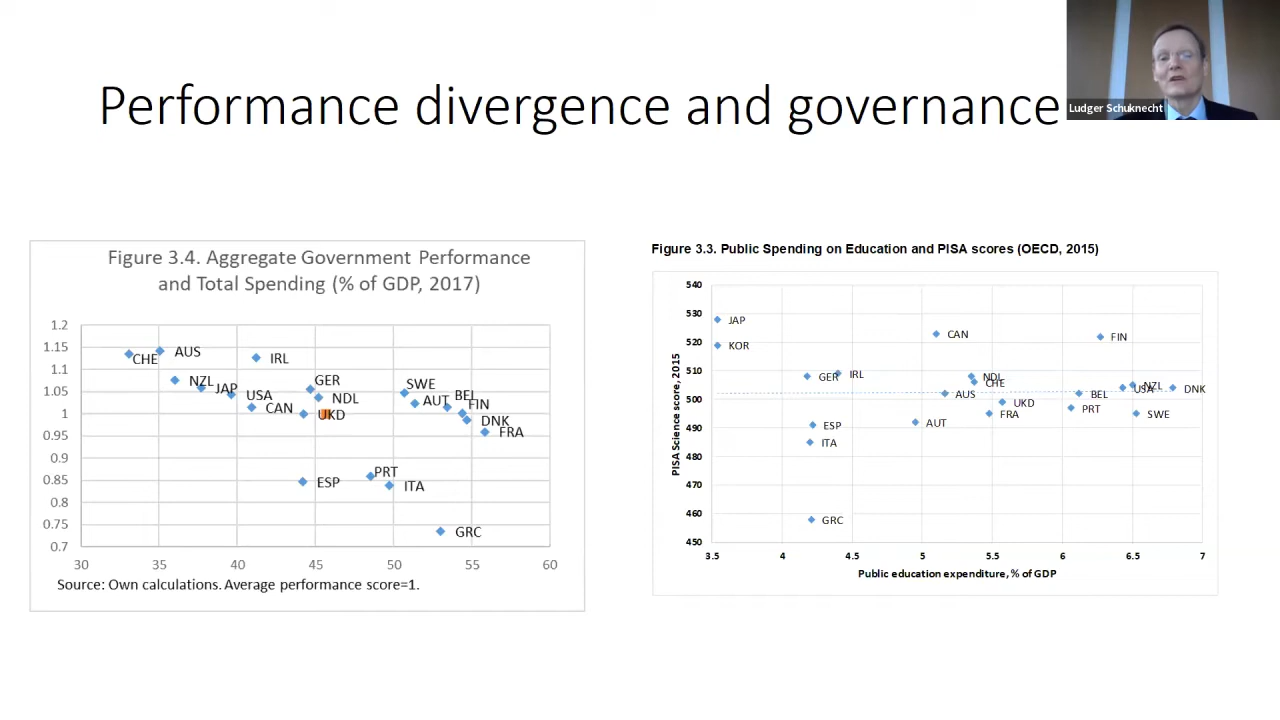 Performance divergence and governance
Ludger Schuknecht
Figure 3.4. Aggregate Government Performance
and Total Spending (% of GDP, 2017)
1.2
1.15
1.1
1.05
1
0.95
0.9
0.85
0.8
0.75
0.7
30 35 40 45 50 55 60
CHE
AUS
IRL
NZL
JAP
USA
CAN
GER
NDL
UKD
SWE
AUT
BEL
FIN
DNK
FRA
ESP
PRT
ITA
GRC
Source: Own calculations. Average performance score=1.
Figure 3.3. Public Spending on Education and PISA scores (OECD, 2015)
PISA Science score, 2015
540
530
520
510
500
490
480
470
460
450
3.5 4 4.5 5 5.5 6 6.5 7
JAP
KOR
CAN
FIN
GER
IRL
NDL
CHE
AUS
UKD
FRA
BEL
PRT
USA
NZL
DNK
SWE
ESP
ITA
AUT
GRC
Public education expenditure, % of GDP